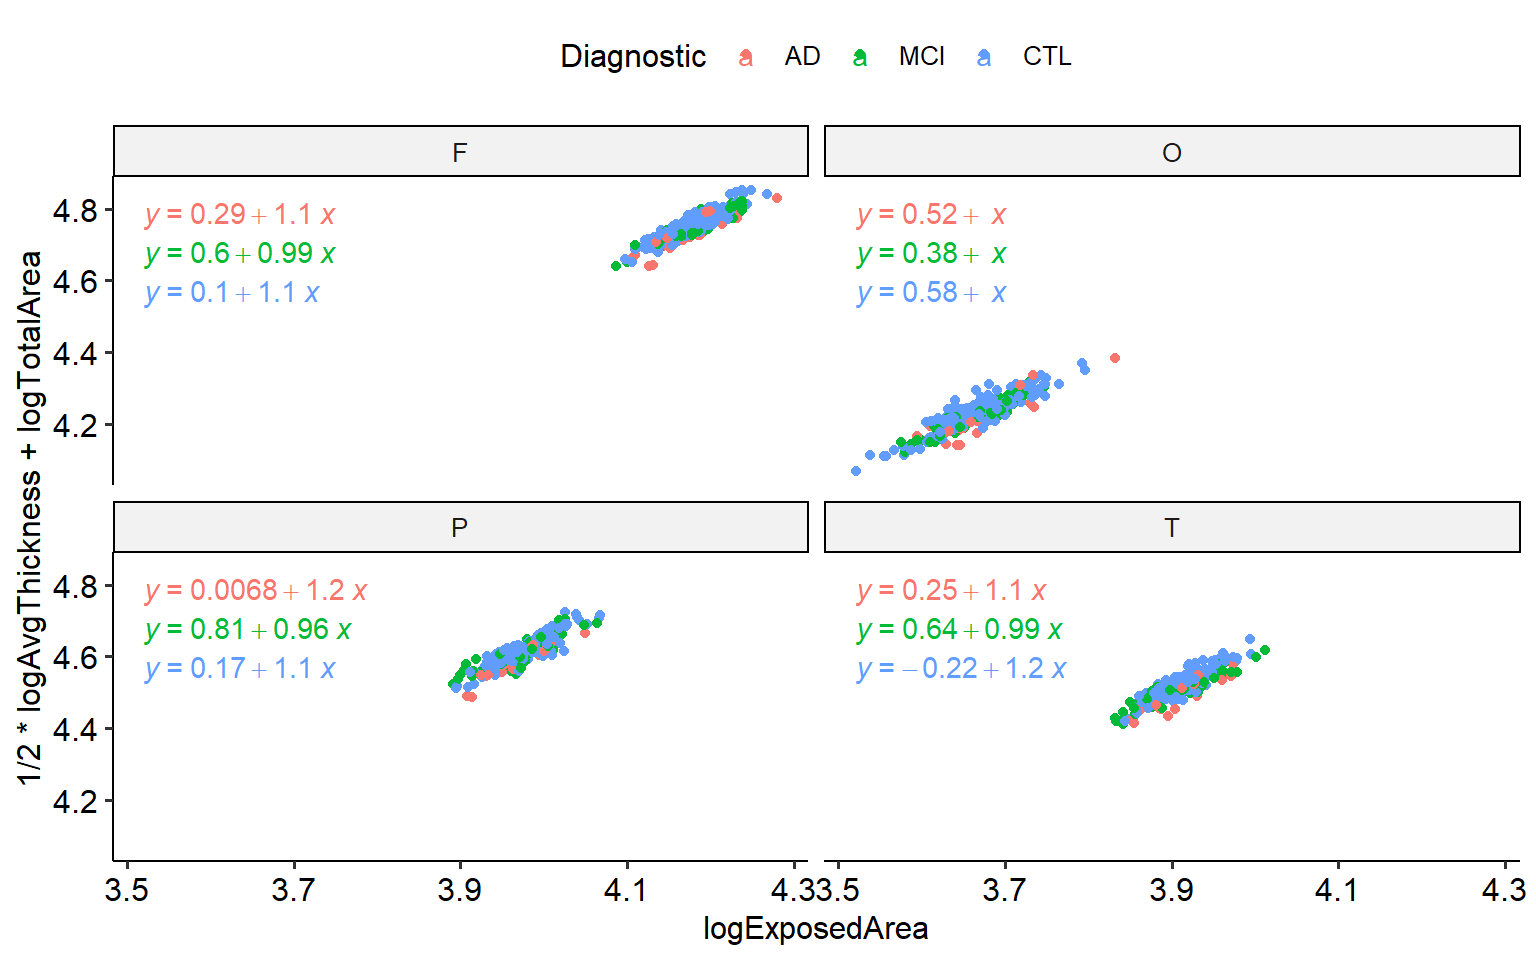 Diagnostic a AD a MCI a CTL
F
O
4.8
4.6
4.4
4.2
y = 0.29 + 1.1 x
y = 0.6 + 0.99 x
y = 0.1 + 1.1 x
y = 0.52 + x
y = 0.38 + x
y = 0.58 + x
1/2 * logAvgThickness + logTotalArea
P
T
4.8
4.6
4.4
4.2
y = 0.0068 + 1.2 x
y = 0.81 + 0.96 x
y = 0.17 + 1.1 x
y = 0.25 + 1.1 x
y = 0.64 + 0.99 x
y = −0.22 + 1.2 x
3.5 3.7 3.9 4.1 4.3
3.5 3.7 3.9 4.1 4.3
logExposedArea